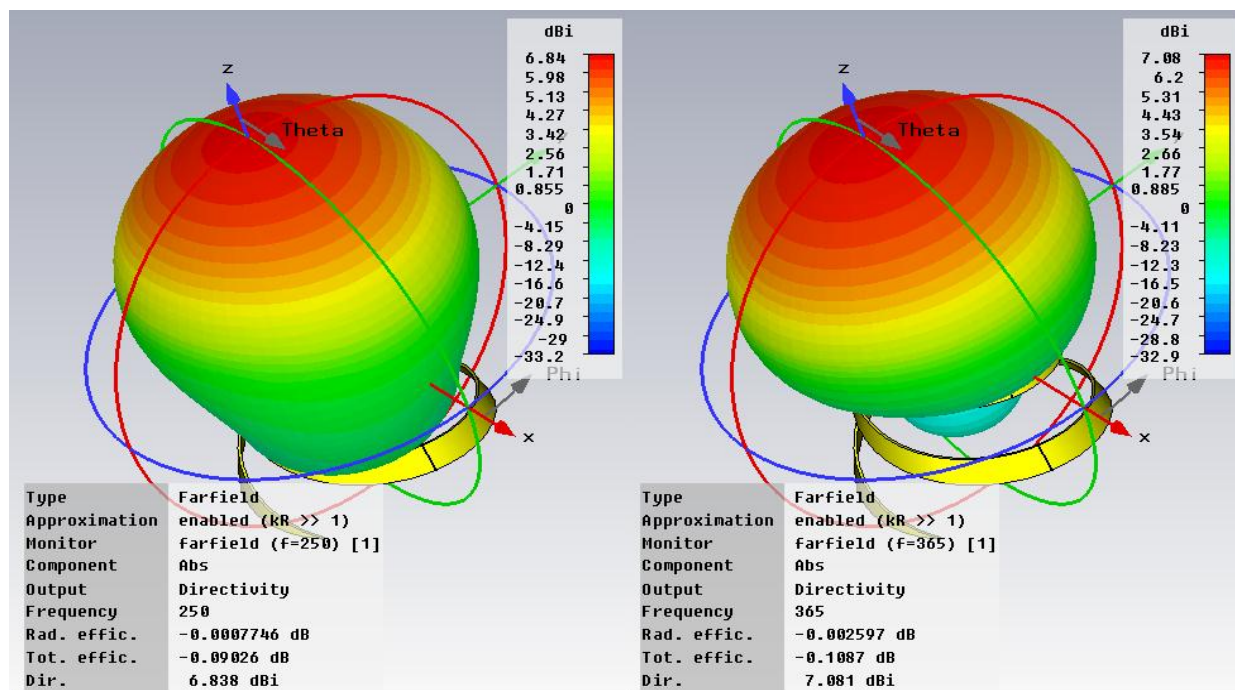 dBi
6.84
5.98
5.13
4.27
3.42
2.56
1.71
0.855
0
-4.15
-8.29
-12.4
-16.6
-20.7
-24.9
-29
-33.2
z
Theta
Phi
x
Type Farfield
Approximation enabled (kR >> 1)
Monitor farfield (f=250) [1]
Component Abs
Output Directivity
Frequency 250
Rad. effic. -0.0007746 dB
Tot. effic. -0.09026 dB
Dir. 6.838 dBi
dBi
7.08
6.2
5.31
4.43
3.54
2.66
1.77
0.885
0
-4.11
-8.23
-12.3
-16.5
-20.6
-24.7
-28.8
-32.9
z
Theta
Phi
x
Type Farfield
Approximation enabled (kR >> 1)
Monitor farfield (f=365) [1]
Component Abs
Output Directivity
Frequency 365
Rad. effic. -0.002597 dB
Tot. effic. -0.1087 dB
Dir. 7.081 dBi